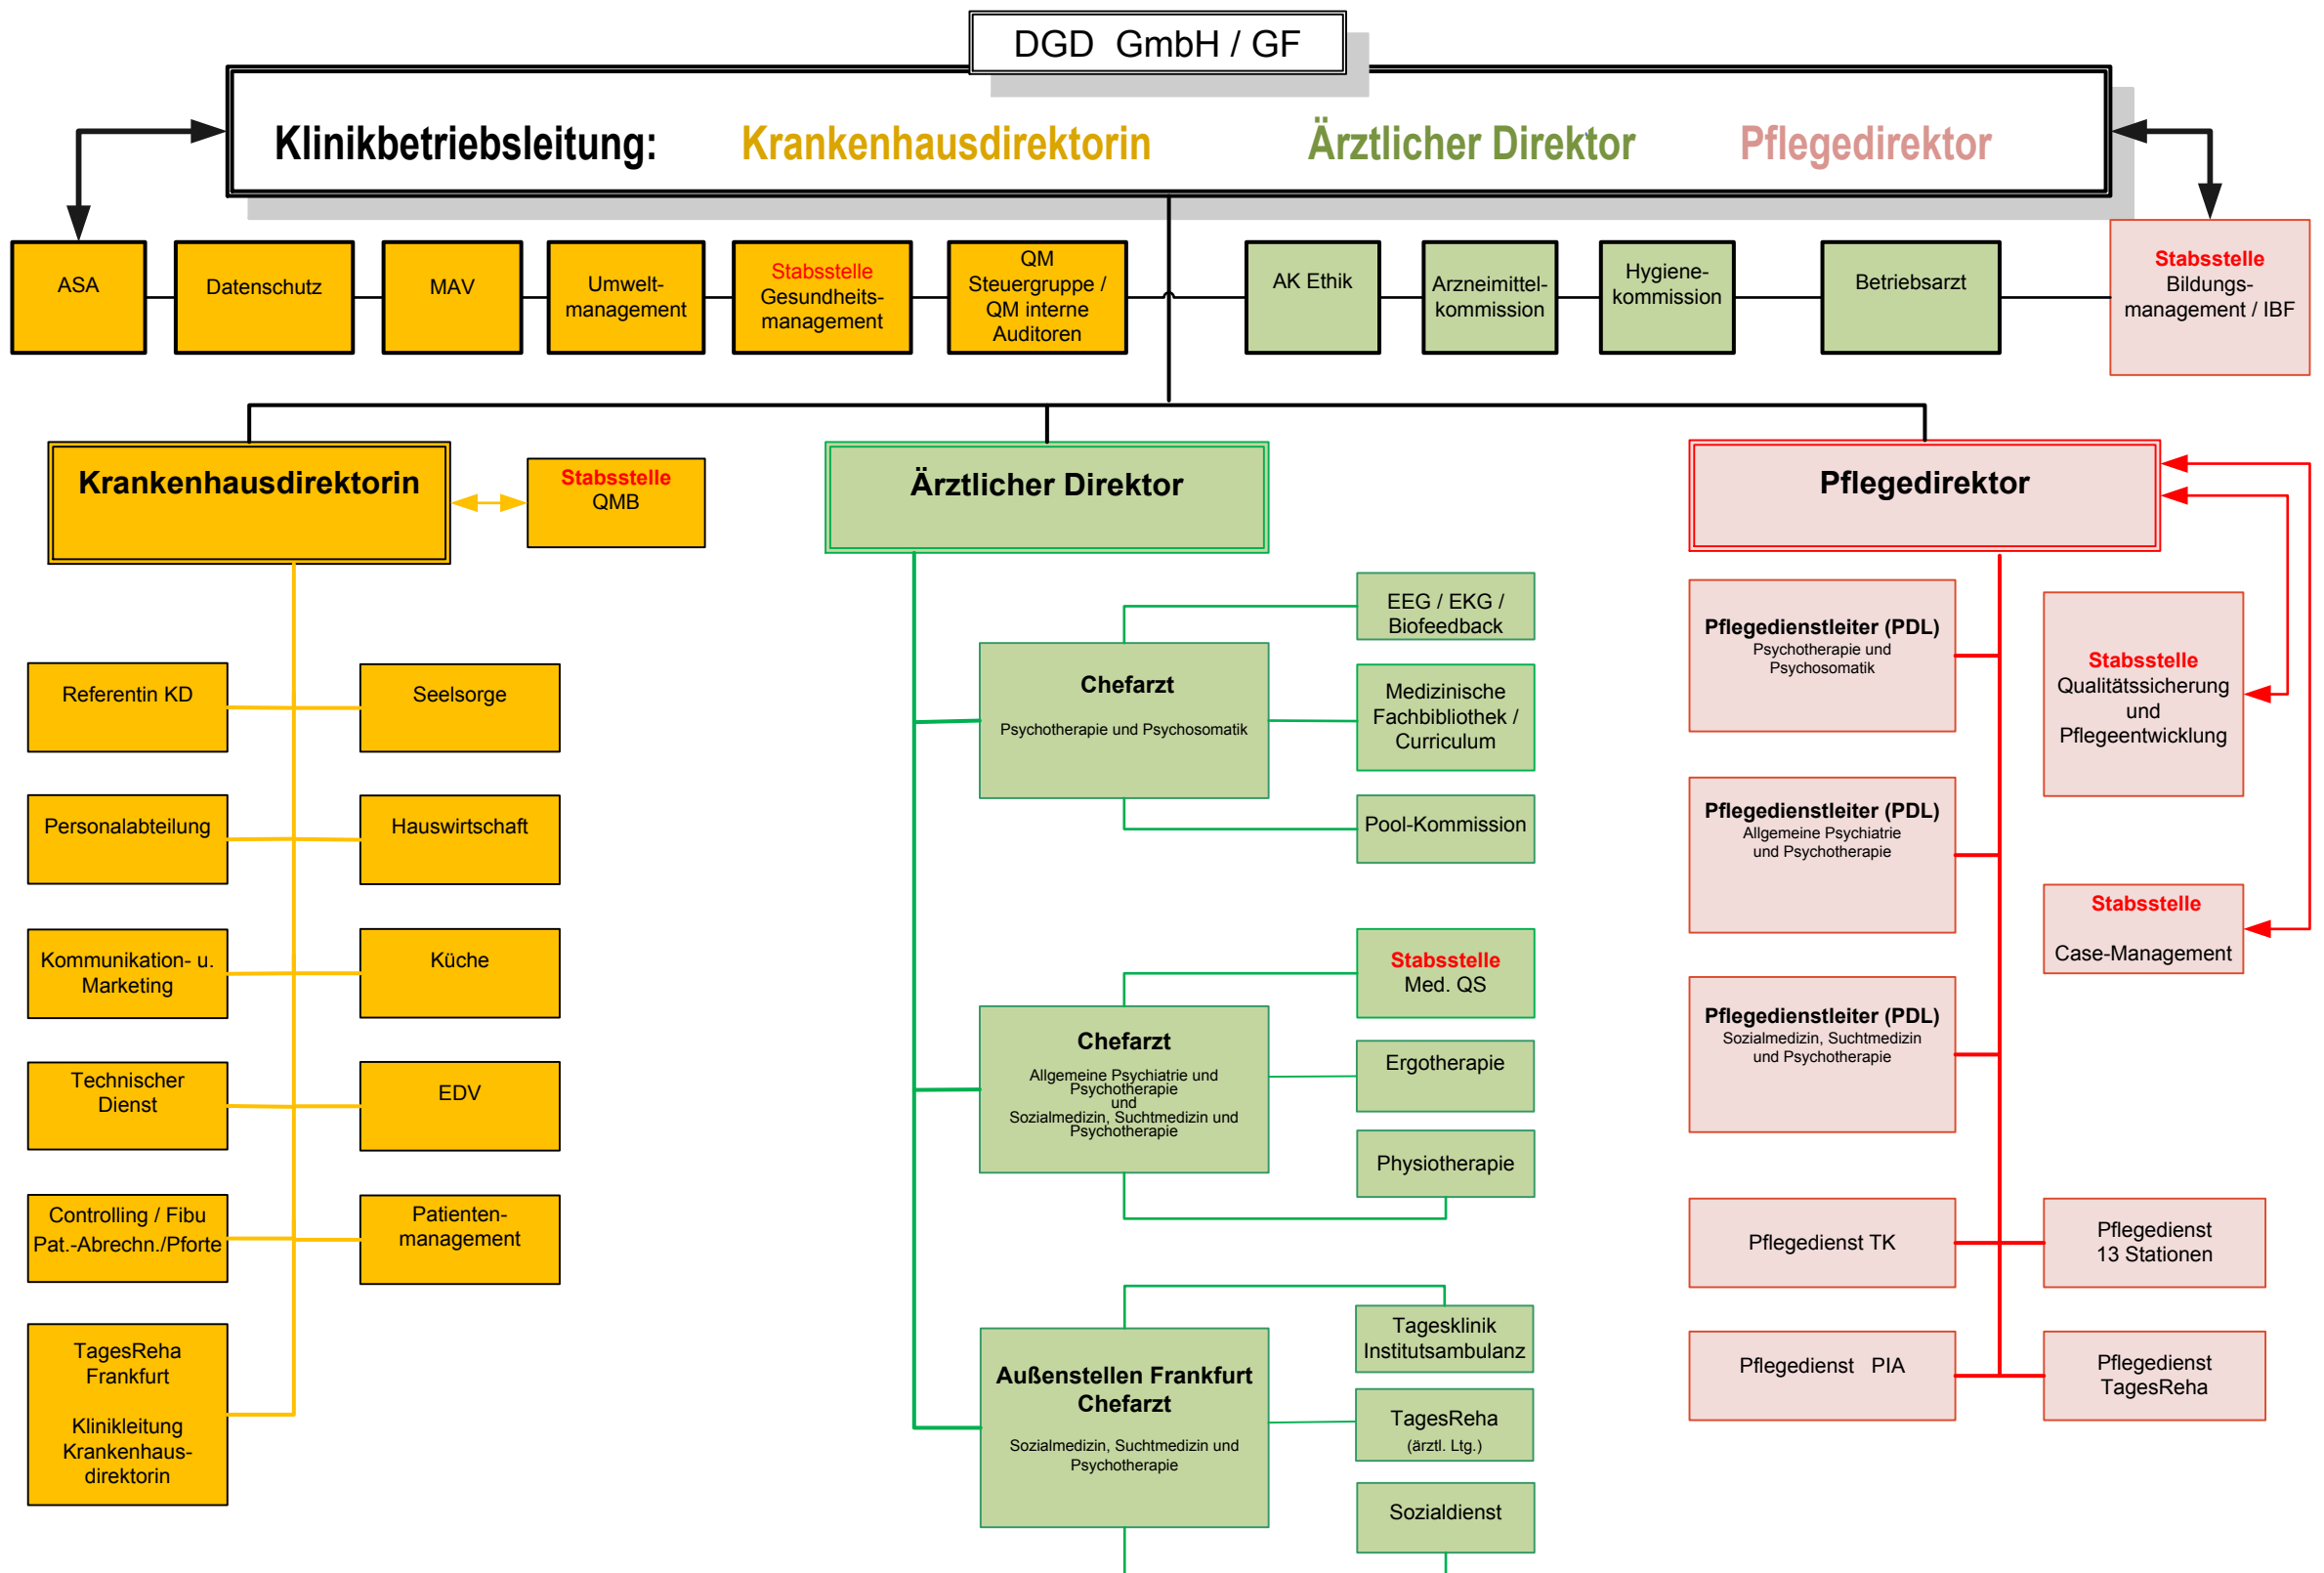 DGD GmbH / GF
Klinikbetriebsleitung: Krankenhausdirektorin Ärztlicher Direktor Pflegedirektor
ASA
Datenschutz
MAV
Umwelt-
management
Stabsstelle
Gesundheits-
management
QM
Steuergruppe /
QM interne
Auditoren
AK Ethik
Arzneimittel-
kommission
Hygiene-
kommission
Betriebsarzt
Stabsstelle
Bildungs-
management / IBF
Krankenhausdirektorin
Stabsstelle
QMB
Referentin KD
Seelsorge
Personalabteilung
Hauswirtschaft
Kommunikation- u.
Marketing
Küche
Technischer
Dienst
EDV
Controlling / Fibu
Pat.-Abrechn./Pforte
Patienten-
management
TagesReha
Frankfurt
Klinikleitung
Krankenhaus-
direktorin
Ärztlicher Direktor
Chefarzt
Psychotherapie und Psychosomatik
EEG / EKG /
Biofeedback
Medizinische
Fachbibliothek /
Curriculum
Pool-Kommission
Chefarzt
Allgemeine Psychiatrie und
Psychotherapie
und
Sozialmedizin, Suchtmedizin und
Psychotherapie
Stabsstelle
Med. QS
Ergotherapie
Physiotherapie
Außenstellen Frankfurt
Chefarzt
Sozialmedizin, Suchtmedizin und
Psychotherapie
Tagesklinik
Institutsambulanz
TagesReha
(ärztl. Ltg.)
Sozialdienst
Pflegedirektor
Pflegedienstleiter (PDL)
Psychotherapie und
Psychosomatik
Stabsstelle
Qualitätssicherung
und
Pflegeentwicklung
Pflegedienstleiter (PDL)
Allgemeine Psychiatrie
und Psychotherapie
Stabsstelle
Case-Management
Pflegedienstleiter (PDL)
Sozialmedizin, Suchtmedizin
und Psychotherapie
Pflegedienst TK
Pflegedienst
13 Stationen
Pflegedienst PIA
Pflegedienst
TagesReha